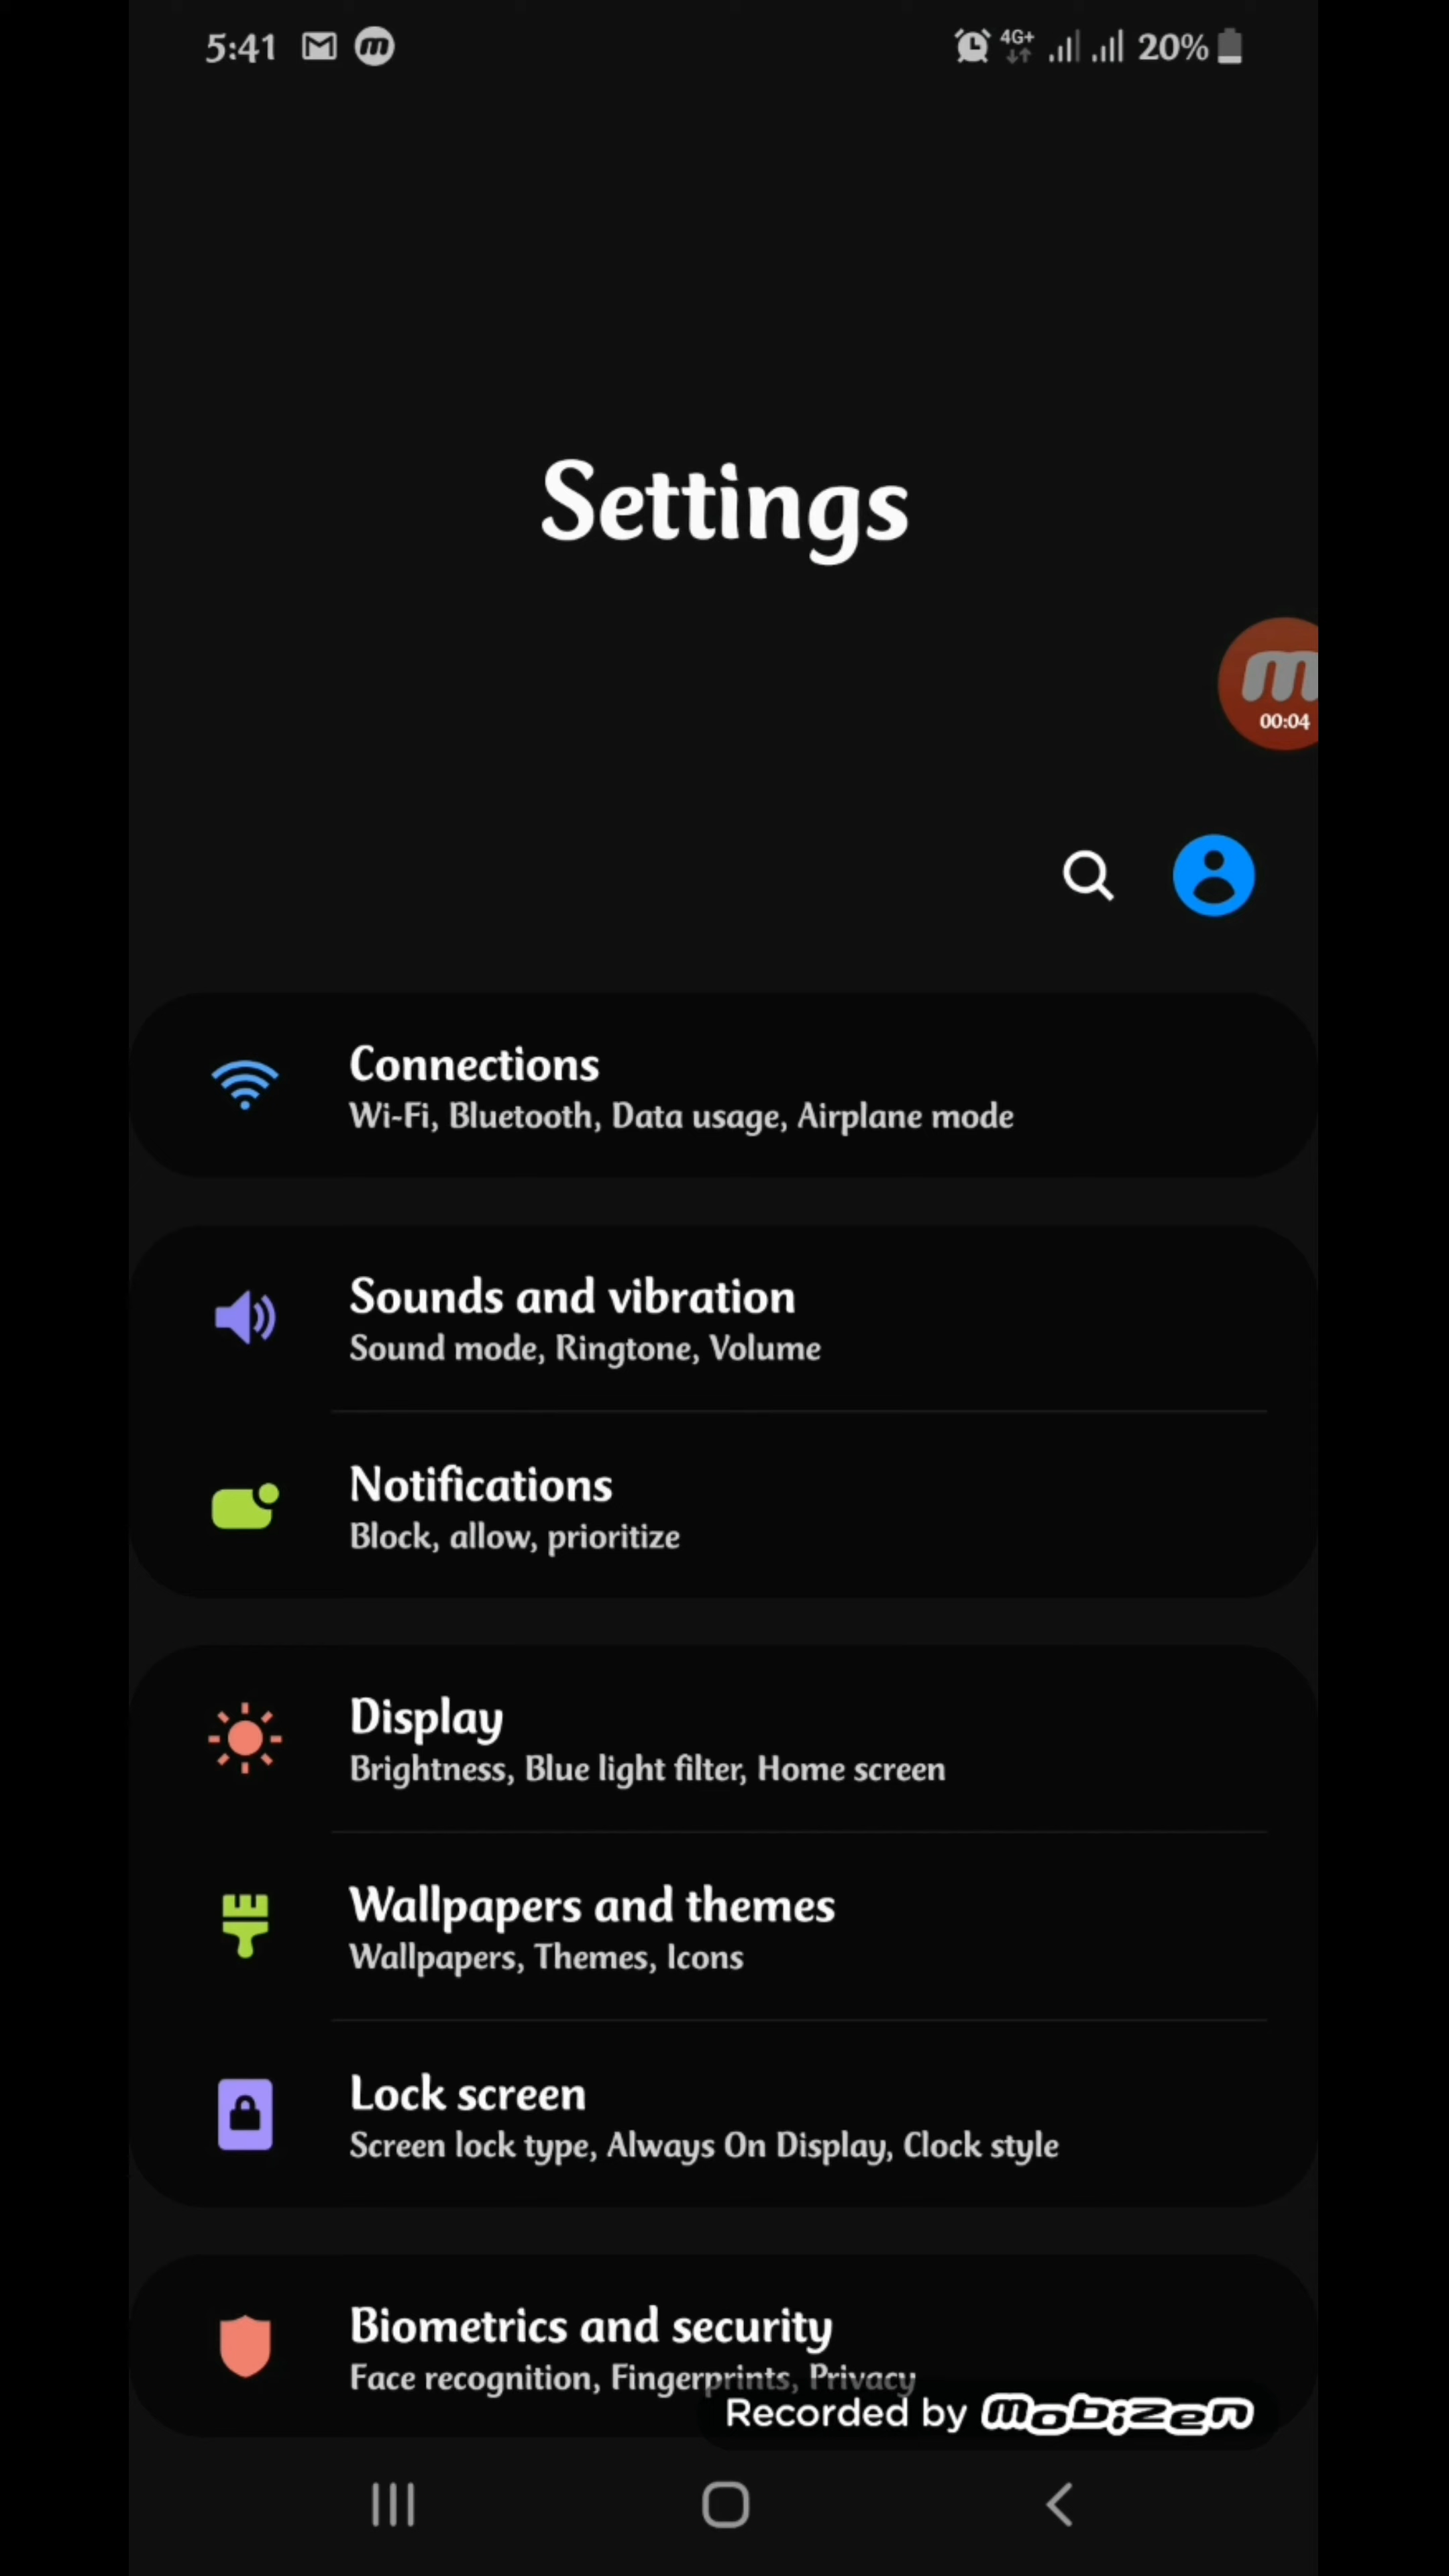 5:41
4G+
20%
Settings
m
00:04
Connections
Wi-Fi, Bluetooth, Data usage, Airplane mode
Sounds and vibration
Sound mode, Ringtone, Volume
Notifications
Block, allow, prioritize
Display
Brightness, Blue light filter, Home screen
Wallpapers and themes
Wallpapers, Themes, Icons
Lock screen
Screen lock type, Always On Display, Clock style
Biometrics and security
Face recognition, Fingerprints, Privacy
Recorded by mobizen